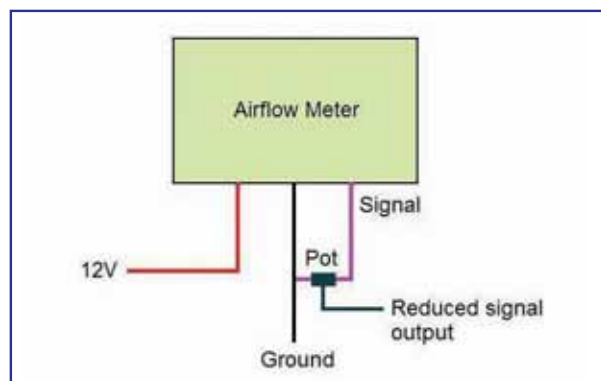 Airflow Meter
Signal
Pot
12V
Reduced signal
output
Ground